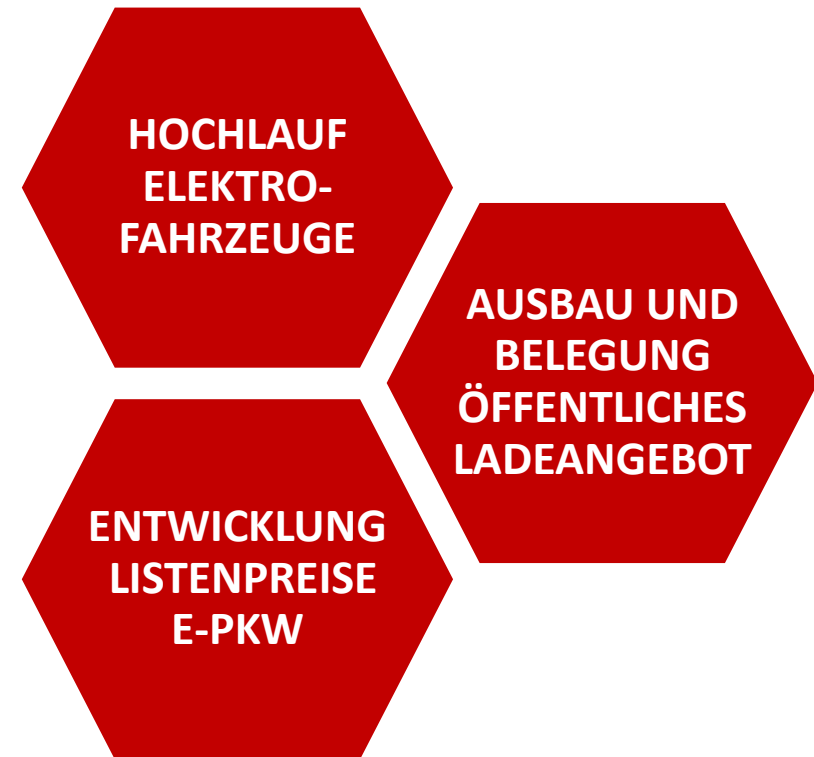 HOCHLAUF
ELEKTRO-
FAHRZEUGE
AUSBAU UND
BELEGUNG
ÖFFENTLICHES
LADEANGEBOT
ENTWICKLUNG
LISTENPREISE
E-PKW